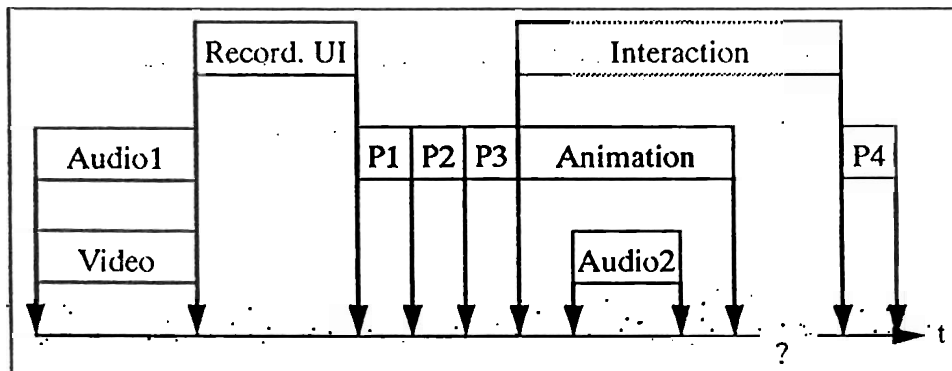 Record. UI Interaction
Audio1 P1 P2 P3 Animation P4
Video Audio2
t
?